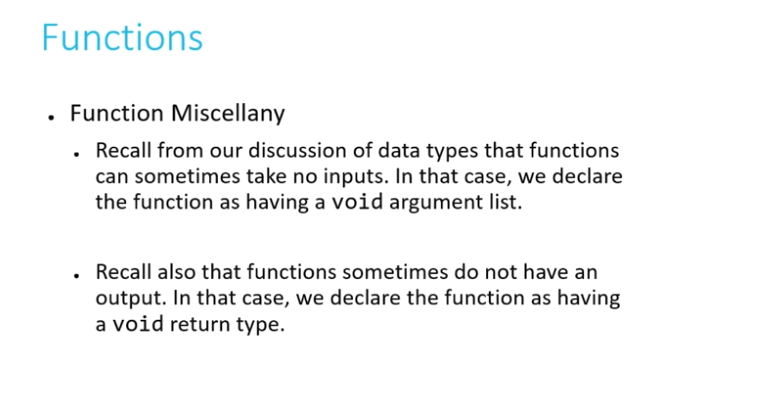 Functions
• Function Miscellany
• Recall from our discussion of data types that functions
can sometimes take no inputs. In that case, we declare
the function as having a void argument list.
• Recall also that functions sometimes do not have an
output. In that case, we declare the function as having
a void return type.